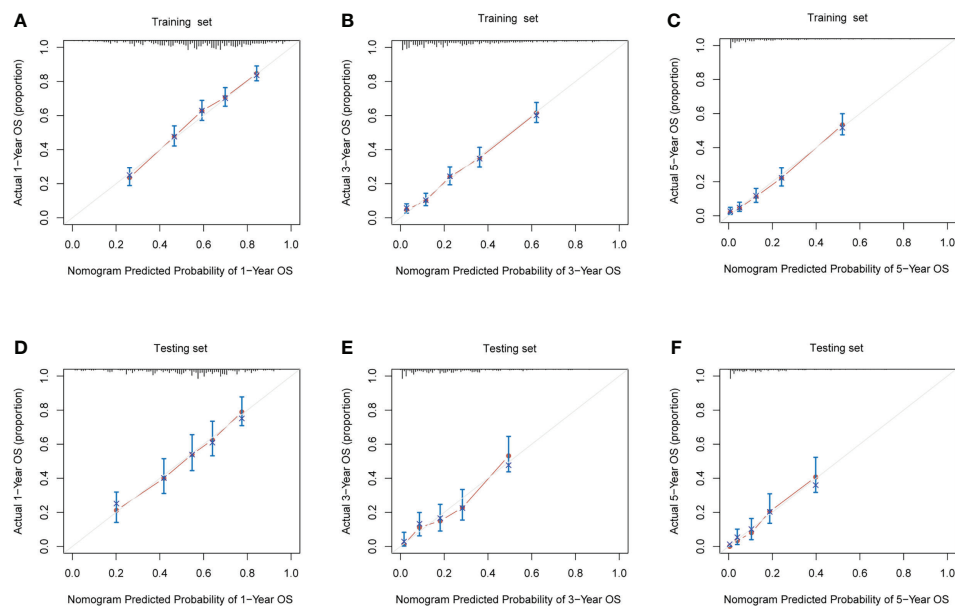 A
Training set
Actual 1-Year OS (proportion)
0.0 0.2 0.4 0.6 0.8 1.0
0.0 0.2 0.4 0.6 0.8 1.0
Nomogram Predicted Probability of 1-Year OS
B
Training set
Actual 3-Year OS (proportion)
0.0 0.2 0.4 0.6 0.8 1.0
0.0 0.2 0.4 0.6 0.8 1.0
Nomogram Predicted Probability of 3-Year OS
C
Training set
Actual 5-Year OS (proportion)
0.0 0.2 0.4 0.6 0.8 1.0
0.0 0.2 0.4 0.6 0.8 1.0
Nomogram Predicted Probability of 5-Year OS
D
Testing set
Actual 1-Year OS (proportion)
0.0 0.2 0.4 0.6 0.8 1.0
0.0 0.2 0.4 0.6 0.8 1.0
Nomogram Predicted Probability of 1-Year OS
E
Testing set
Actual 3-Year OS (proportion)
0.0 0.2 0.4 0.6 0.8 1.0
0.0 0.2 0.4 0.6 0.8 1.0
Nomogram Predicted Probability of 3-Year OS
F
Testing set
Actual 5-Year OS (proportion)
0.0 0.2 0.4 0.6 0.8 1.0
0.0 0.2 0.4 0.6 0.8 1.0
Nomogram Predicted Probability of 5-Year OS